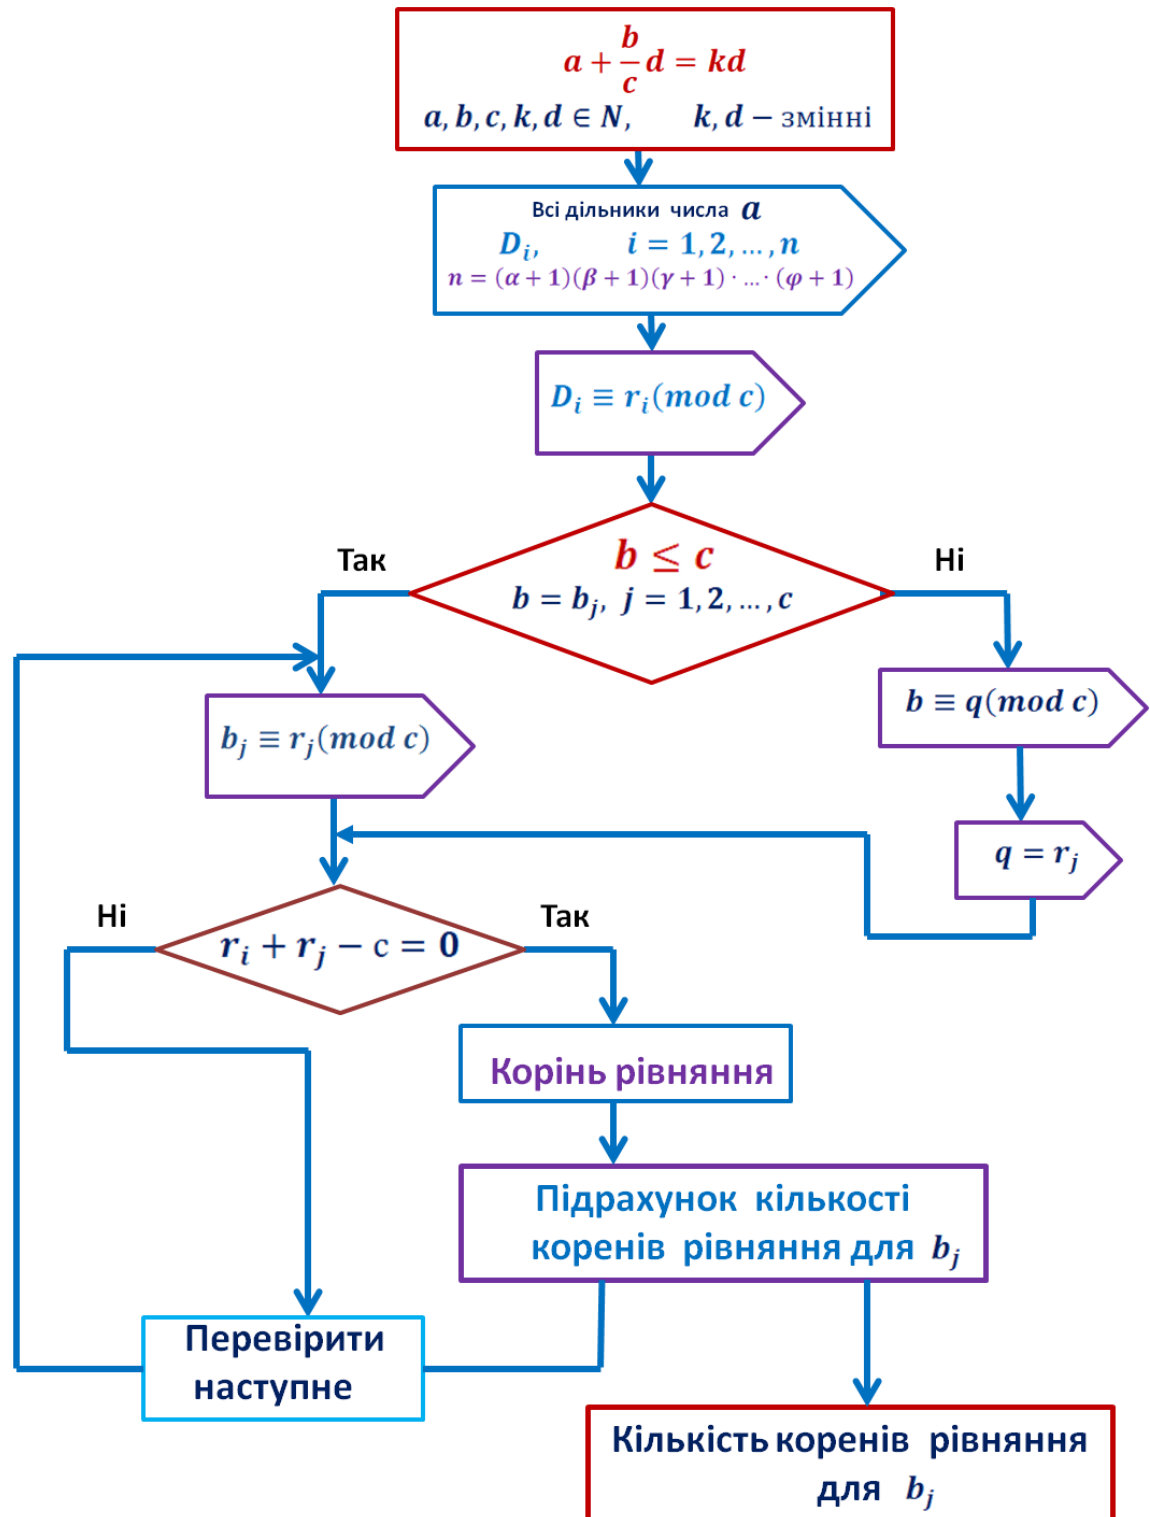 a + b/c d = kd
a, b, c, k, d ∈ N, k, d − змінні
Всі дільники числа a
D_i, i = 1, 2, …, n
n = (α + 1)(β + 1)(γ + 1) · … · (φ + 1)
D_i ≡ r_i(mod c)
Так
Ні
b ≤ c
b = b_j, j = 1, 2, …, c
b_j ≡ r_j(mod c)
b ≡ q(mod c)
q = r_j
Ні
Так
r_i + r_j − c = 0
Корінь рівняння
Підрахунок кількості
коренів рівняння для b_j
Перевірити
наступне
Кількість коренів рівняння
для b_j